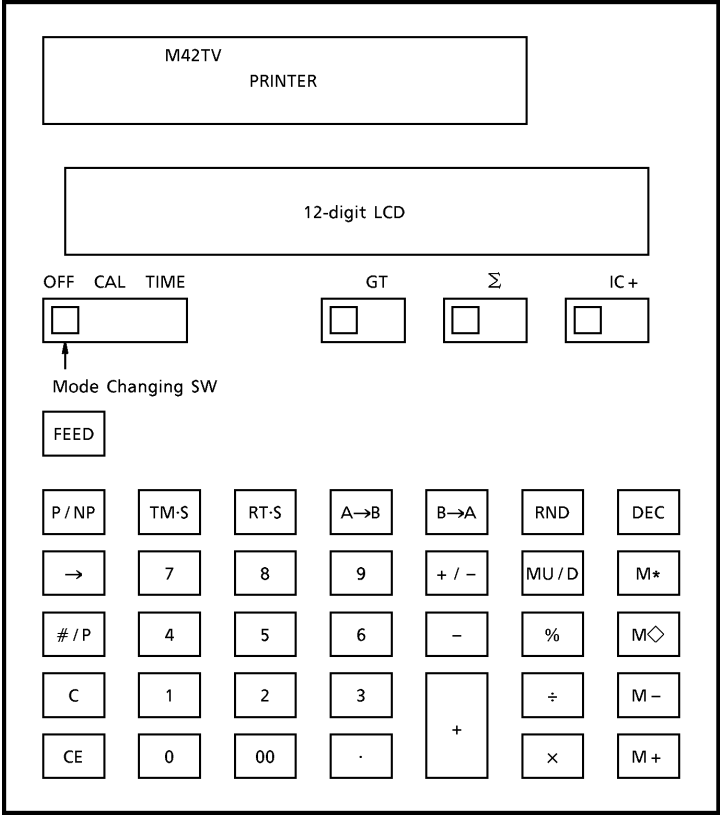 M42TV
PRINTER
12-digit LCD
OFF CAL TIME GT Σ IC+
Mode Changing SW
FEED
P/NP TM·S RT·S A→B B→A RND DEC
→ 7 8 9 +/− MU/D M*
#/P 4 5 6 − % M◇
C 1 2 3 + ÷ M−
CE 0 00 · × M+